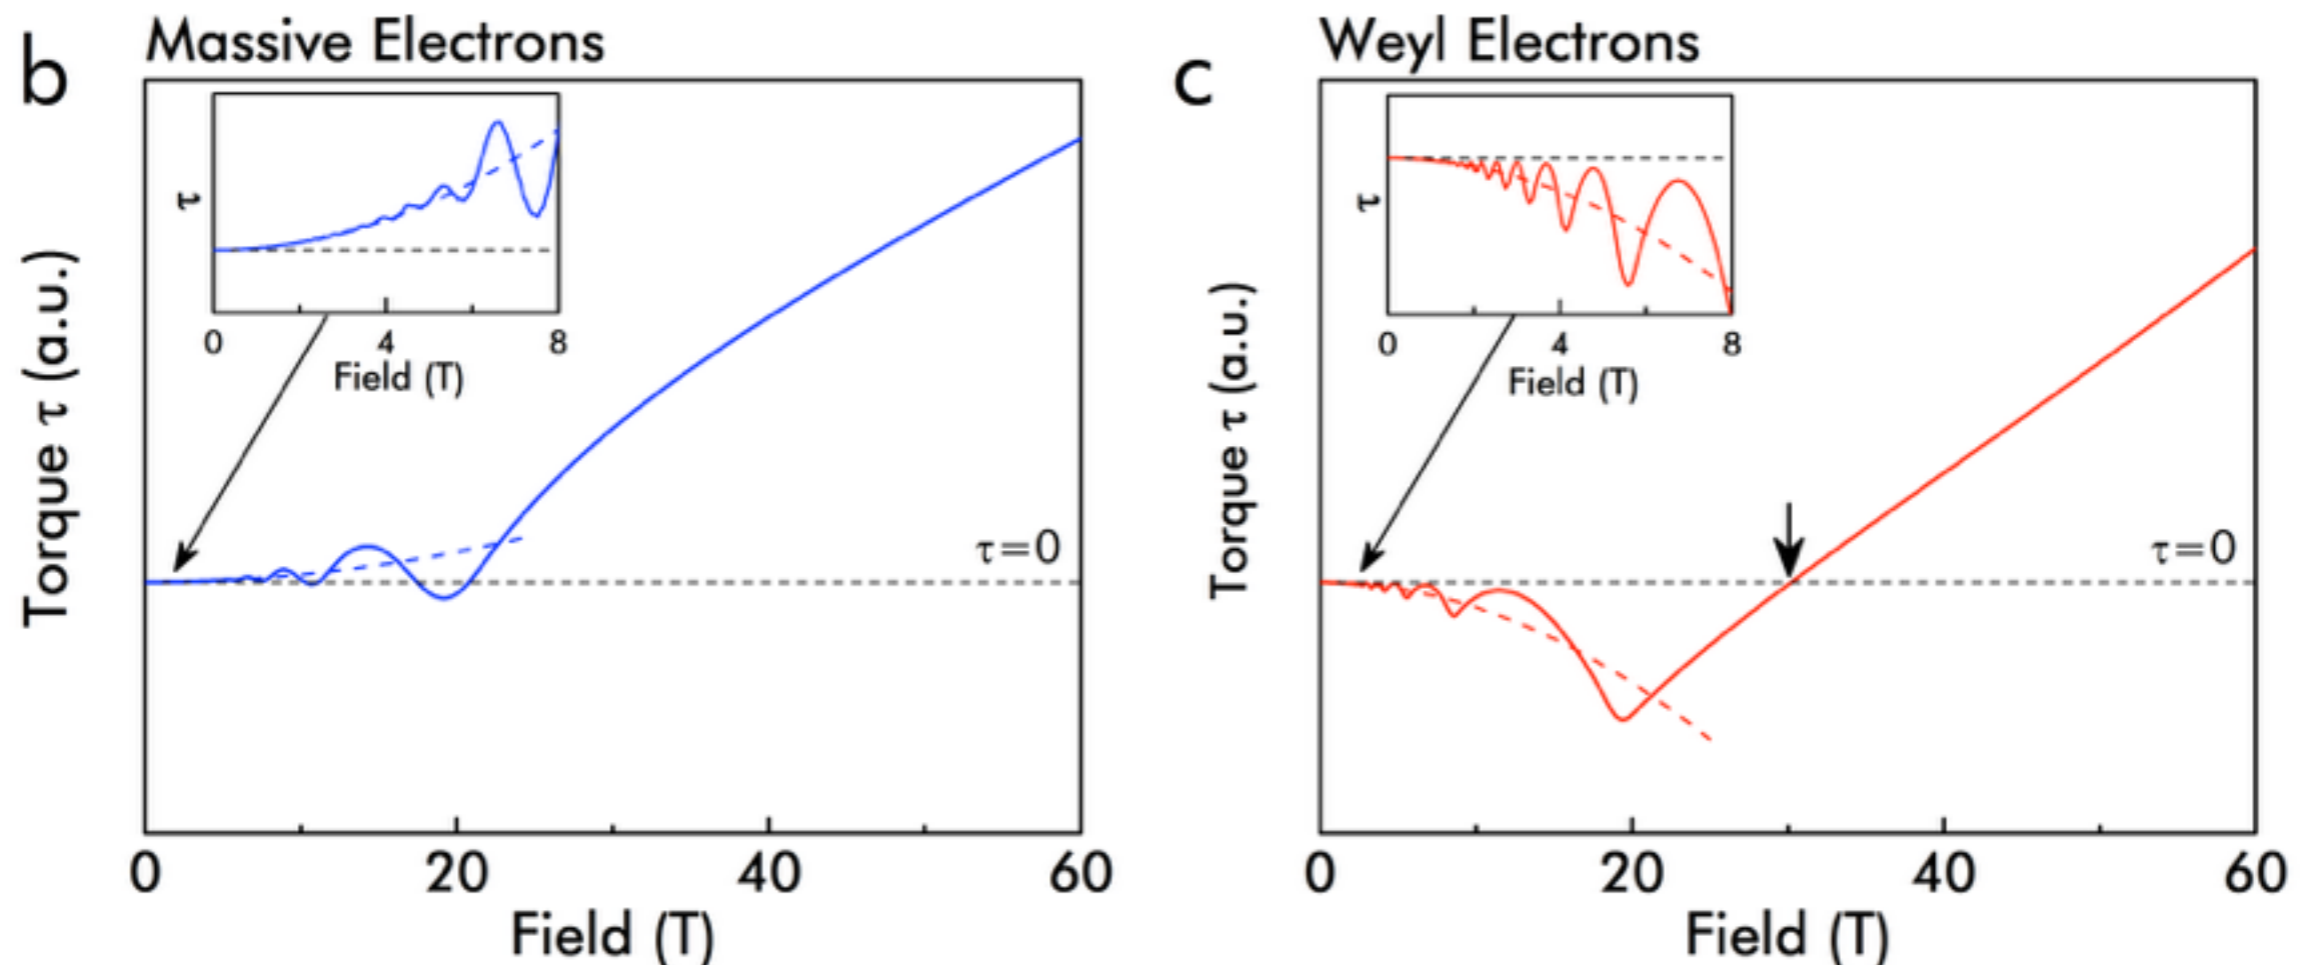 b
Massive Electrons
Torque τ (a.u.)
τ
0 4 8
Field (T)
τ=0
0 20 40 60
Field (T)
c
Weyl Electrons
Torque τ (a.u.)
τ
0 4 8
Field (T)
τ=0
0 20 40 60
Field (T)